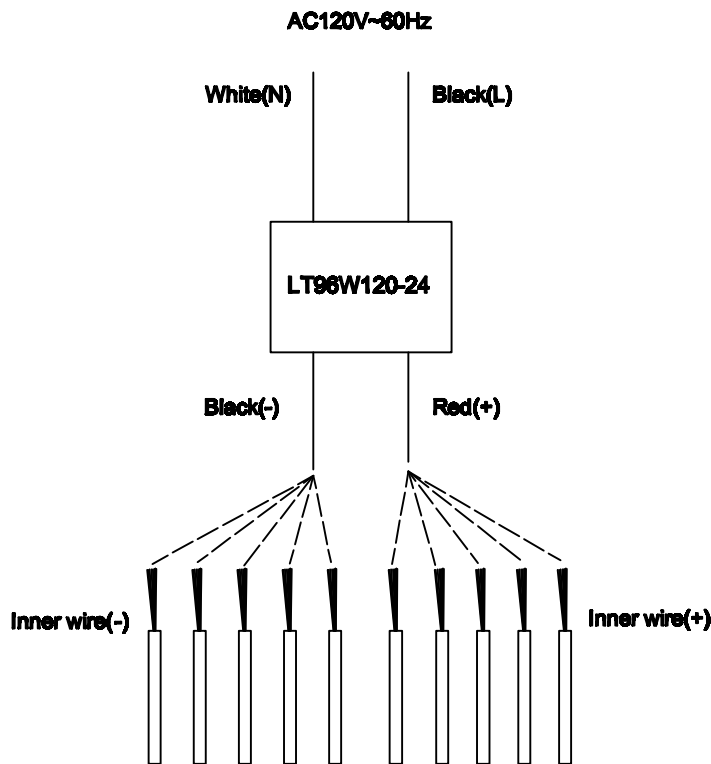 AC120V~60Hz
White(N)
Black(L)
LT96W120-24
Black(-)
Red(+)
Inner wire(-)
Inner wire(+)